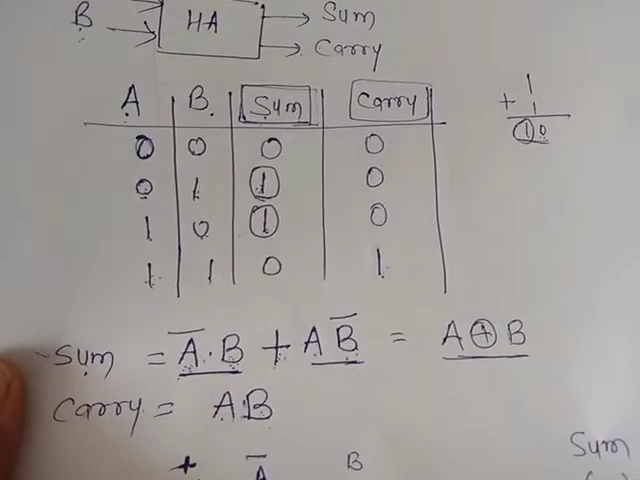 B HA Sum
Carry
A B. Sum Carry
0 0 0 0
0 1 1 0
1 0 1 0
1 1 0 1
1
+ 1
10
Sum = A̅.B + AB̅ = A⊕B
Carry = AB
+ A̅ B Sum